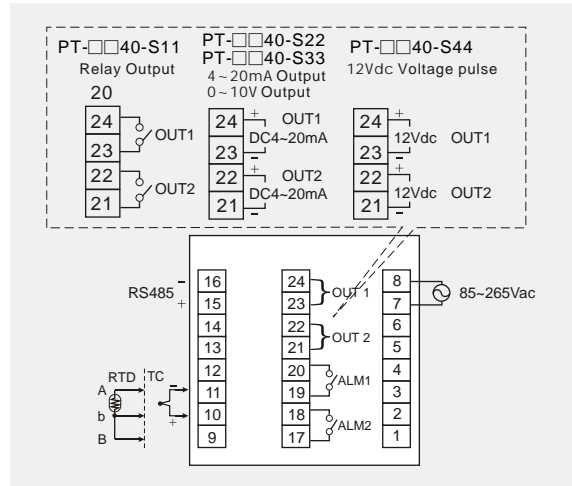 PT-□□40-S11
Relay Output
20
24
23
22
21
OUT1
OUT2
PT-□□40-S22
PT-□□40-S33
4~20mA Output
0~10V Output
24
23
22
21
+ OUT1
DC4~20mA
-
+ OUT2
DC4~20mA
-
PT-□□40-S44
12Vdc Voltage pulse
24
23
22
21
+
12Vdc OUT1
-
+
12Vdc OUT2
-
RS485
-
+
16
15
14
13
12
11
10
9
RTD
TC
A
b
B
-
+
24
23
22
21
20
19
18
17
OUT 1
OUT 2
ALM1
ALM2
8
7
6
5
4
3
2
1
85~265Vac